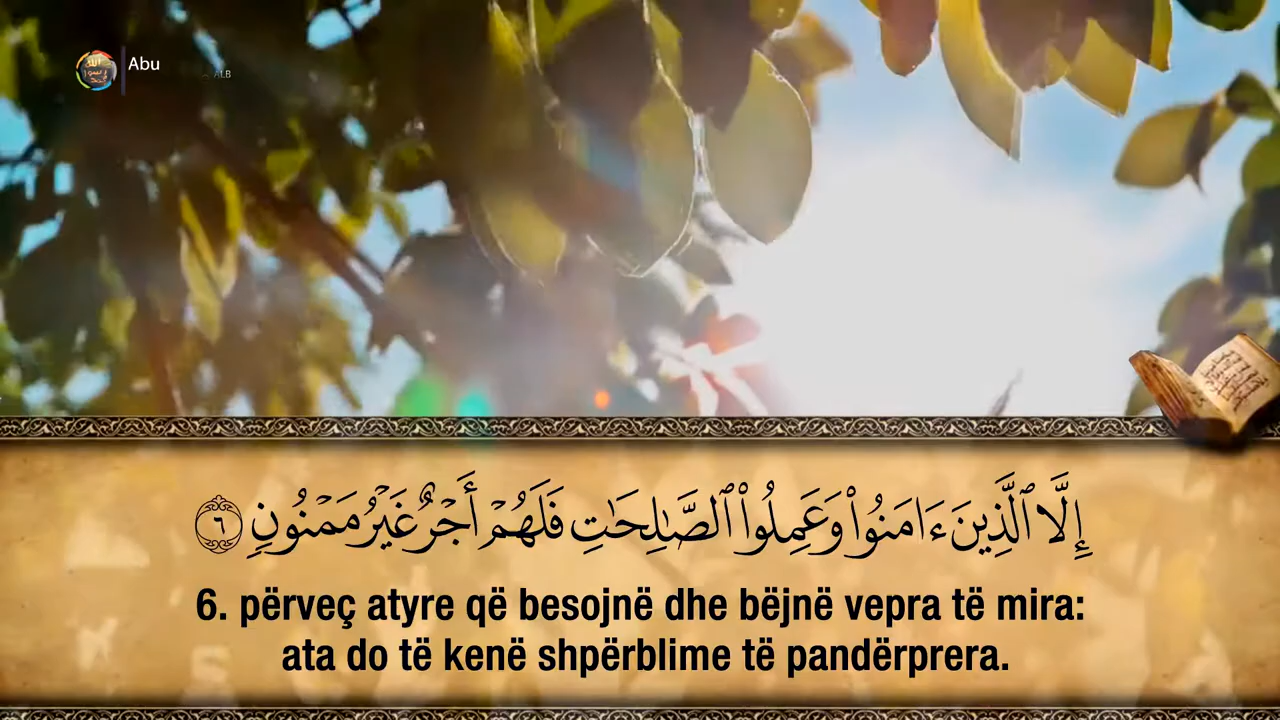 Abu
ALB
إِلَّا ٱلَّذِينَ ءَامَنُوا۟ وَعَمِلُوا۟ ٱلصَّـٰلِحَـٰتِ فَلَهُمْ أَجْرٌ غَيْرُ مَمْنُونٍ ٦
6. përveç atyre që besojnë dhe bëjnë vepra të mira:
ata do të kenë shpërblime të pandërprera.